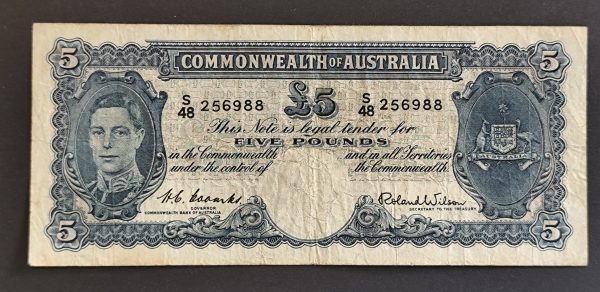 5 5
COMMONWEALTH OF AUSTRALIA
S/48 256988 £5 S/48 256988
This Note is legal tender for
FIVE POUNDS
in the Commonwealth and in all Territories
under the control of the Commonwealth.
AUSTRALIA
H.C. Coombs Roland Wilson
GOVERNOR SECRETARY TO THE TREASURY
COMMONWEALTH BANK OF AUSTRALIA
5 5